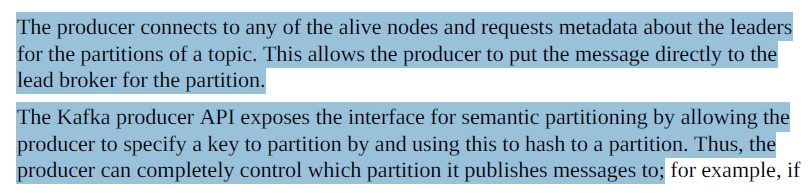 The producer connects to any of the alive nodes and requests metadata about the leaders
for the partitions of a topic. This allows the producer to put the message directly to the
lead broker for the partition.
The Kafka producer API exposes the interface for semantic partitioning by allowing the
producer to specify a key to partition by and using this to hash to a partition. Thus, the
producer can completely control which partition it publishes messages to; for example, if